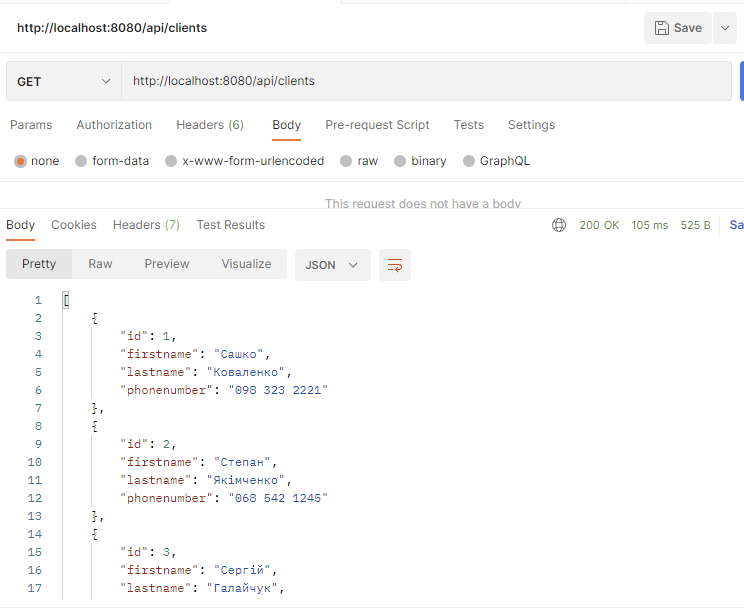 http://localhost:8080/api/clients
Save
GET
http://localhost:8080/api/clients
Params Authorization Headers (6) Body Pre-request Script Tests Settings
none form-data x-www-form-urlencoded raw binary GraphQL
This request does not have a body
Body Cookies Headers (7) Test Results 200 OK 105 ms 525 B Sa
Pretty Raw Preview Visualize JSON
1 [
2 {
3 "id": 1,
4 "firstname": "Сашко",
5 "lastname": "Коваленко",
6 "phonenumber": "098 323 2221"
7 },
8 {
9 "id": 2,
10 "firstname": "Степан",
11 "lastname": "Якімченко",
12 "phonenumber": "068 542 1245"
13 },
14 {
15 "id": 3,
16 "firstname": "Сергій",
17 "lastname": "Галайчук",